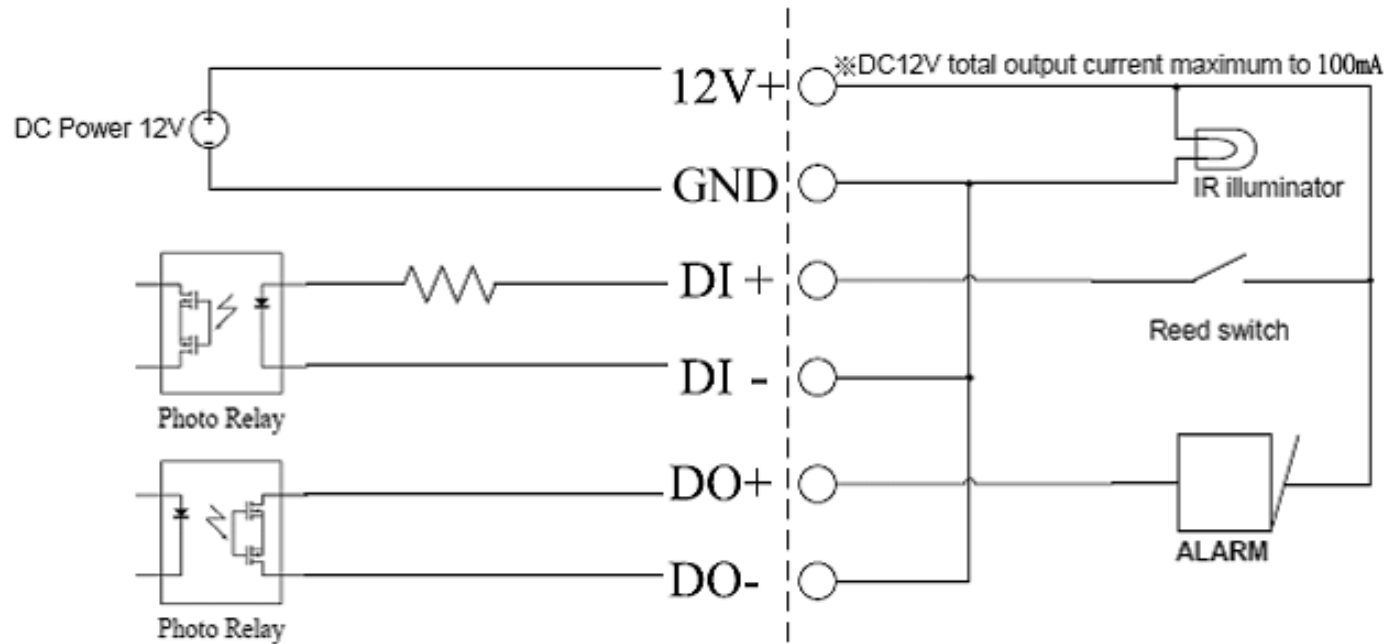 12V+
※DC12V total output current maximum to 100mA
DC Power 12V
+
-
GND
IR illuminator
DI +
Reed switch
DI -
Photo Relay
DO+
ALARM
DO-
Photo Relay